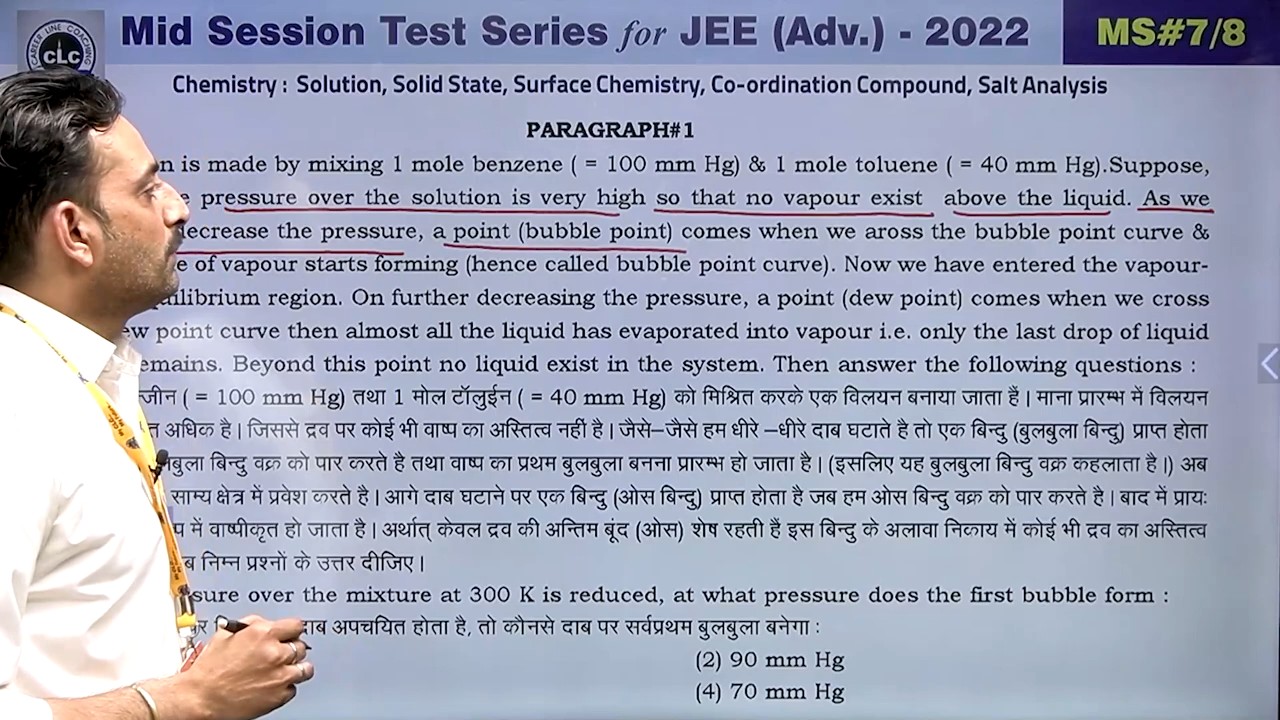 CAREER LINE COACHING
CLC
Mid Session Test Series for JEE (Adv.) - 2022
MS#7/8
Chemistry : Solution, Solid State, Surface Chemistry, Co-ordination Compound, Salt Analysis
PARAGRAPH#1
is made by mixing 1 mole benzene ( = 100 mm Hg) & 1 mole toluene ( = 40 mm Hg).Suppose,
pressure over the solution is very high so that no vapour exist above the liquid. As we
decrease the pressure, a point (bubble point) comes when we aross the bubble point curve &
of vapour starts forming (hence called bubble point curve). Now we have entered the vapour-
region. On further decreasing the pressure, a point (dew point) comes when we cross
point curve then almost all the liquid has evaporated into vapour i.e. only the last drop of liquid
emains. Beyond this point no liquid exist in the system. Then answer the following questions :
( = 100 mm Hg) तथा 1 मोल टॉलुईन ( = 40 mm Hg) को मिश्रित करके एक विलयन बनाया जाता है। माना प्रारम्भ में विलयन
अधिक है। जिससे द्रव पर कोई भी वाष्प का अस्तित्व नहीं है। जैसे–जैसे हम धीरे –धीरे दाब घटाते है तो एक बिन्दु (बुलबुला बिन्दु) प्राप्त होता
बिन्दु वक्र को पार करते है तथा वाष्प का प्रथम बुलबुला बनना प्रारम्भ हो जाता है। (इसलिए यह बुलबुला बिन्दु वक्र कहलाता है।) अब
साम्य क्षेत्र में प्रवेश करते है। आगे दाब घटाने पर एक बिन्दु (ओस बिन्दु) प्राप्त होता है जब हम ओस बिन्दु वक्र को पार करते है। बाद में प्रायः
में वाष्पीकृत हो जाता है। अर्थात् केवल द्रव की अन्तिम बूंद (ओस) शेष रहती हैं इस बिन्दु के अलावा निकाय में कोई भी द्रव का अस्तित्व
निम्न प्रश्नों के उत्तर दीजिए।
sure over the mixture at 300 K is reduced, at what pressure does the first bubble form :
दाब अपचयित होता है, तो कौनसे दाब पर सर्वप्रथम बुलबुला बनेगा :
(2) 90 mm Hg
(4) 70 mm Hg